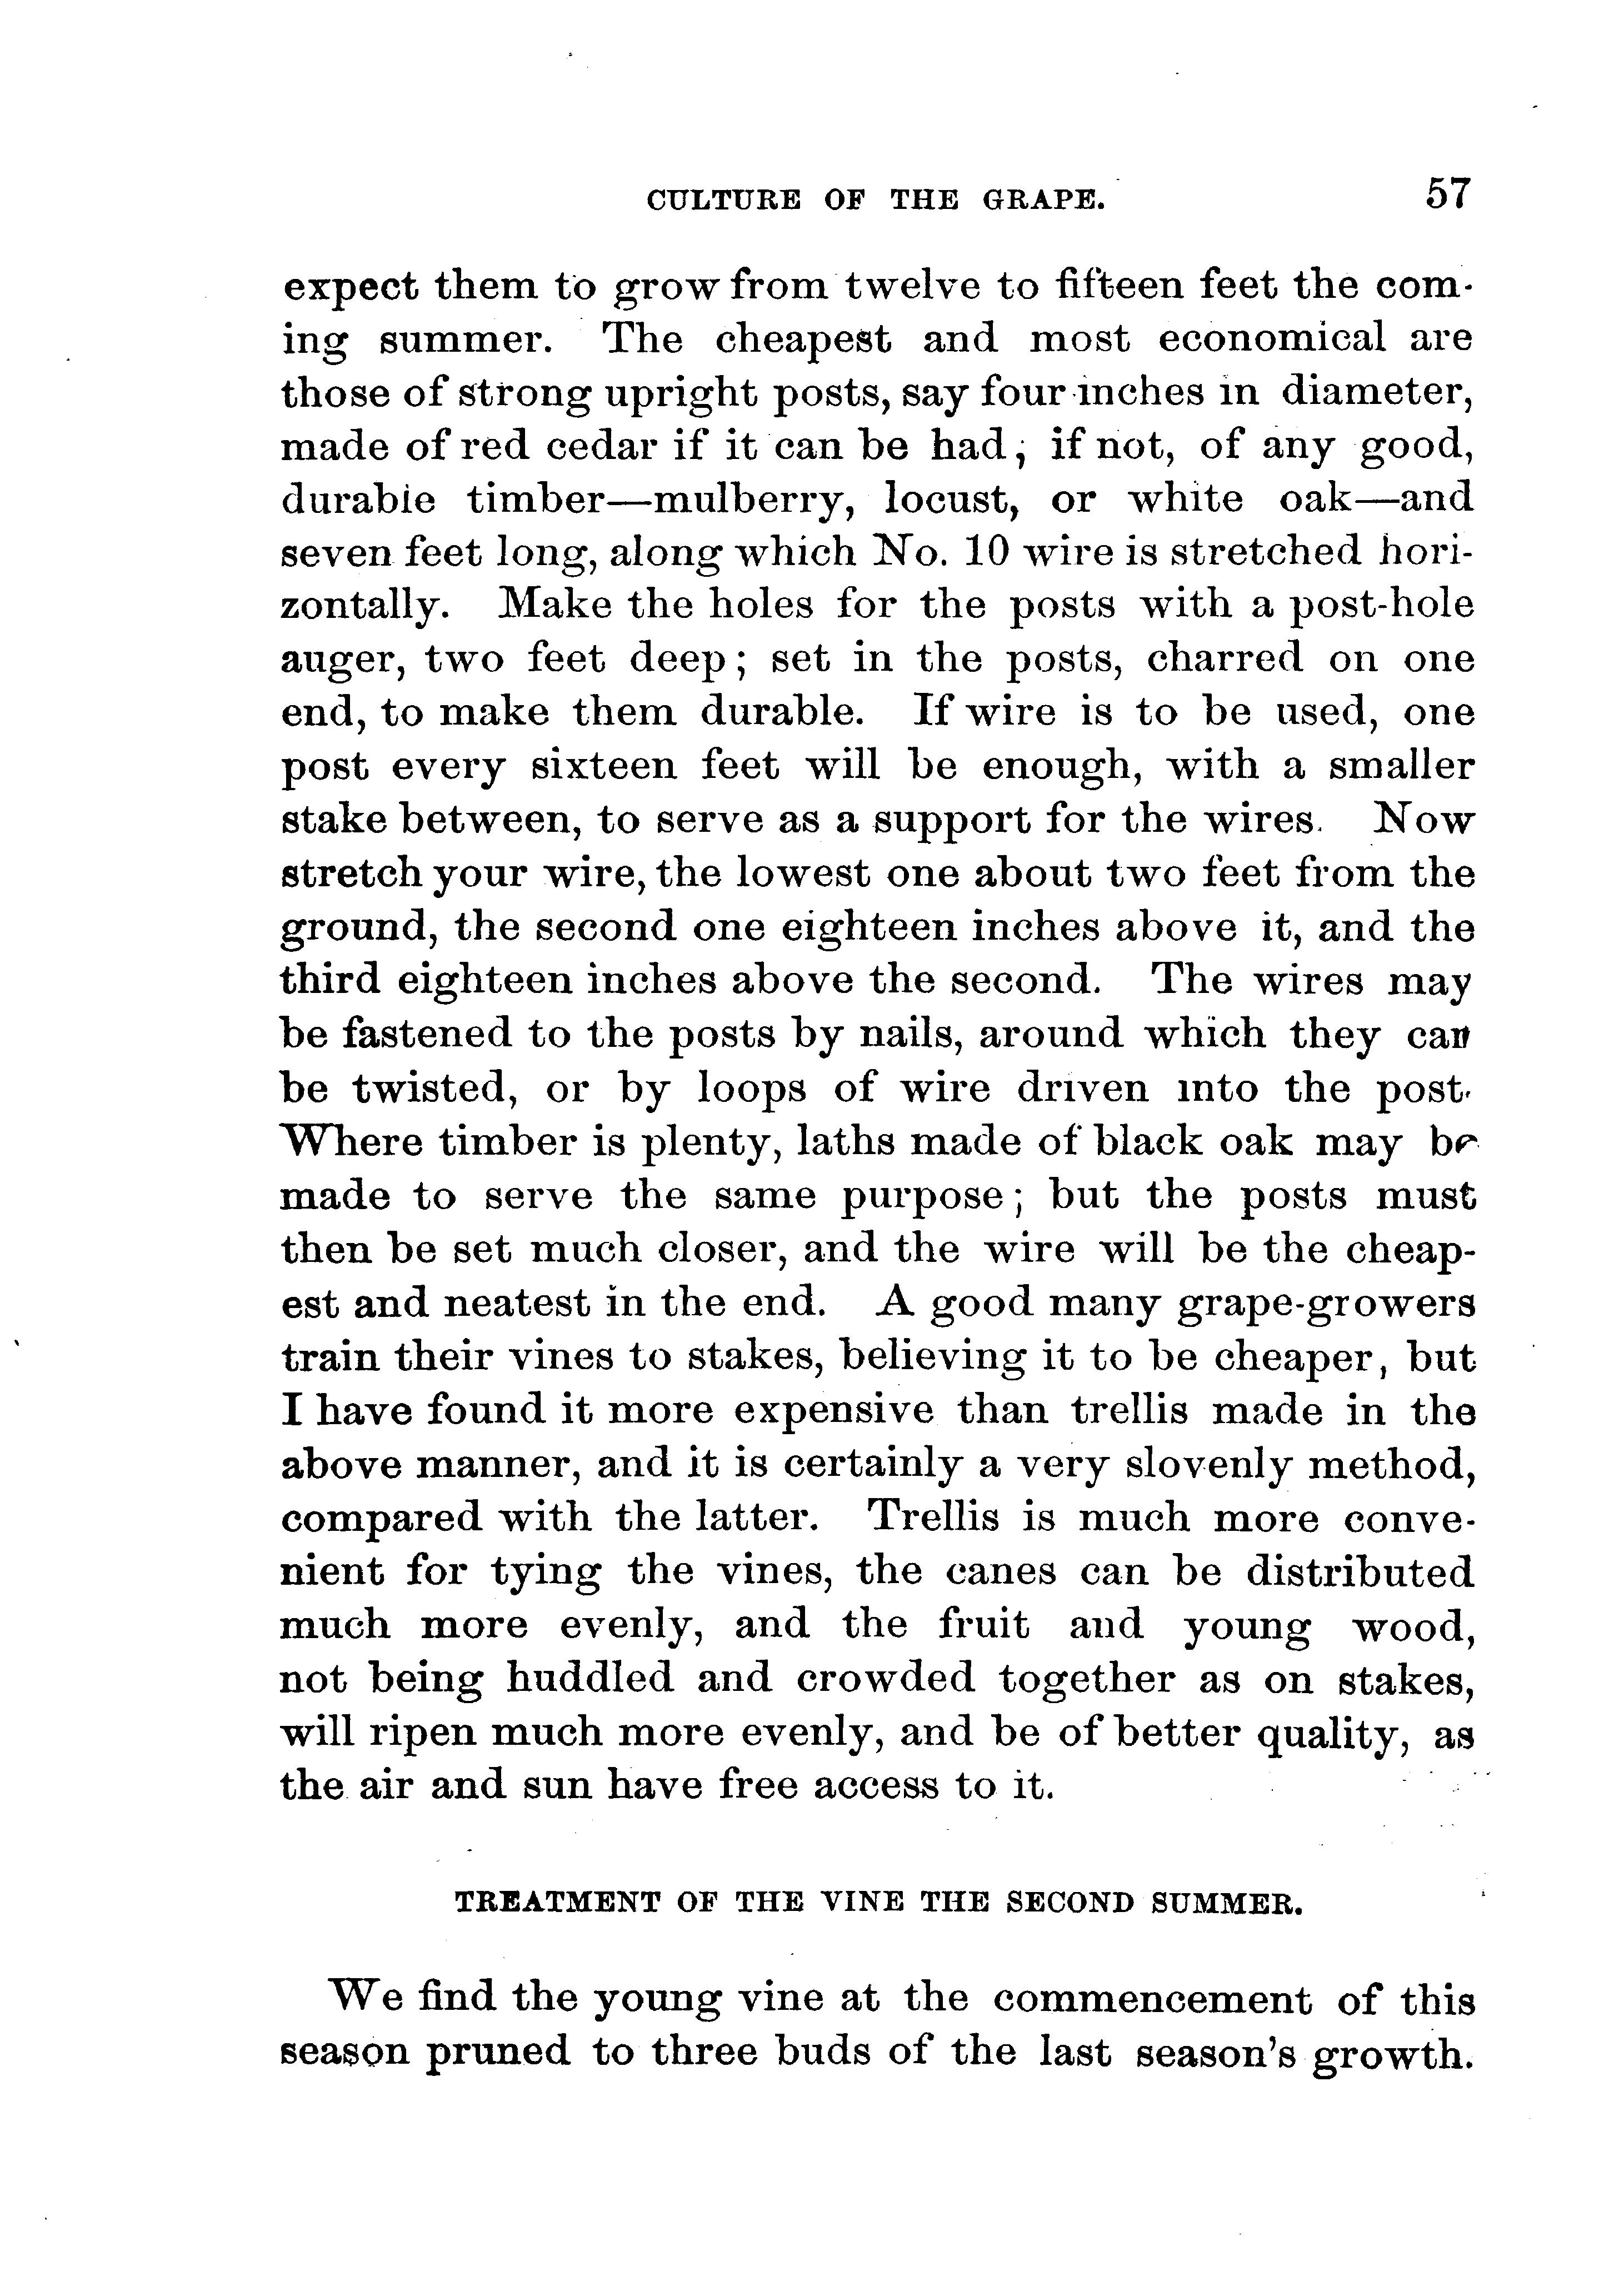 CULTURE OF THE GRAPE. 57
expect them to grow from twelve to fifteen feet the com-
ing summer. The cheapest and most economical are
those of strong upright posts, say four inches in diameter,
made of red cedar if it can be had; if not, of any good,
durable timber—mulberry, locust, or white oak—and
seven feet long, along which No. 10 wire is stretched hori-
zontally. Make the holes for the posts with a post-hole
auger, two feet deep; set in the posts, charred on one
end, to make them durable. If wire is to be used, one
post every sixteen feet will be enough, with a smaller
stake between, to serve as a support for the wires. Now
stretch your wire, the lowest one about two feet from the
ground, the second one eighteen inches above it, and the
third eighteen inches above the second. The wires may
be fastened to the posts by nails, around which they can
be twisted, or by loops of wire driven into the post.
Where timber is plenty, laths made of black oak may be
made to serve the same purpose; but the posts must
then be set much closer, and the wire will be the cheap-
est and neatest in the end. A good many grape-growers
train their vines to stakes, believing it to be cheaper, but
I have found it more expensive than trellis made in the
above manner, and it is certainly a very slovenly method,
compared with the latter. Trellis is much more conve-
nient for tying the vines, the canes can be distributed
much more evenly, and the fruit and young wood,
not being huddled and crowded together as on stakes,
will ripen much more evenly, and be of better quality, as
the air and sun have free access to it.
TREATMENT OF THE VINE THE SECOND SUMMER.
We find the young vine at the commencement of this
season pruned to three buds of the last season's growth.